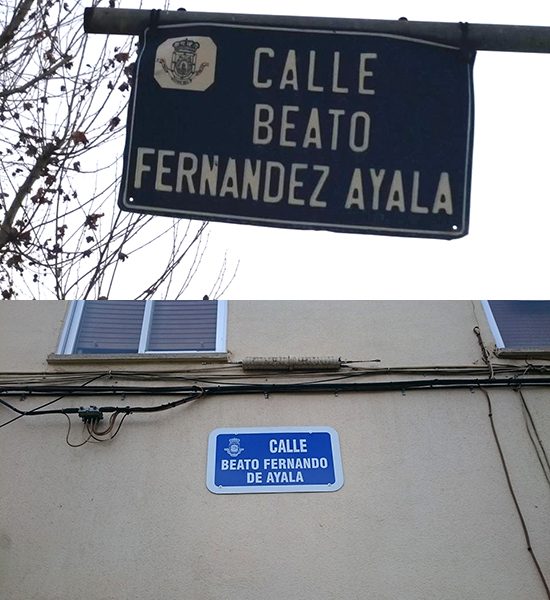 CALLE
BEATO
FERNANDEZ AYALA
CALLE
BEATO FERNANDO
DE AYALA